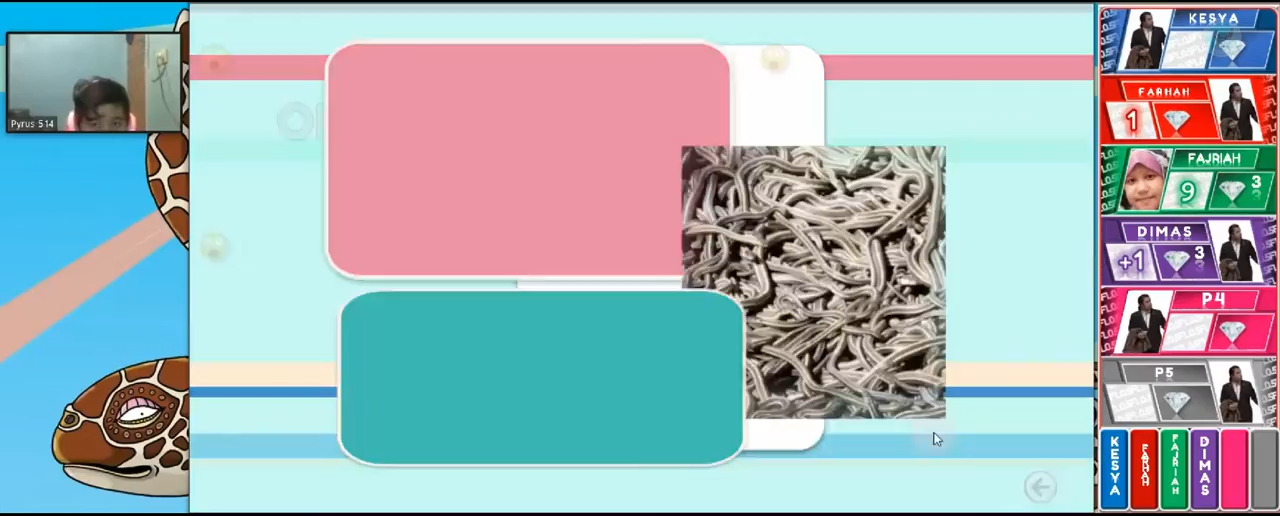 Pyrus 514
KESYA
FARHAH
1
FAJRIAH
9
3
DIMAS
+1
3
P4
P5
KESYA
FARHAH
FAJRIAH
DIMAS